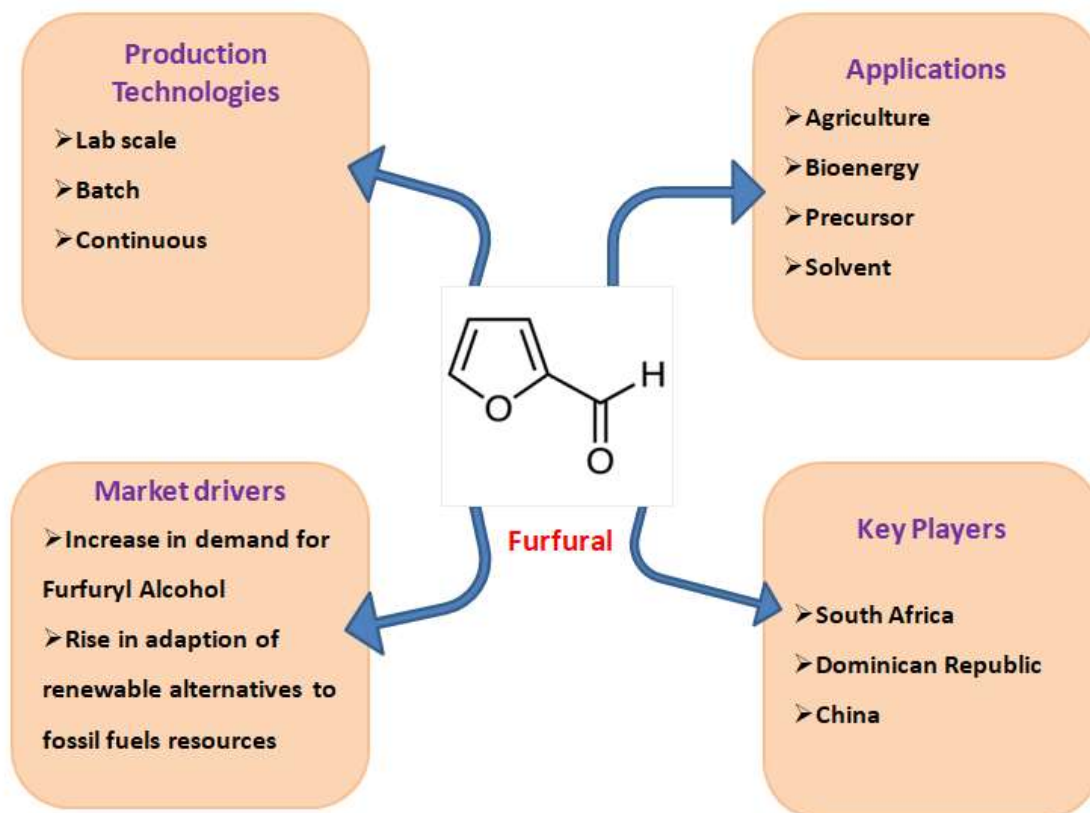 Production
Technologies
➢Lab scale
➢Batch
➢Continuous
Applications
➢Agriculture
➢Bioenergy
➢Precursor
➢Solvent
O
H
O
Furfural
Market drivers
➢Increase in demand for
Furfuryl Alcohol
➢Rise in adaption of
renewable alternatives to
fossil fuels resources
Key Players
➢South Africa
➢Dominican Republic
➢China